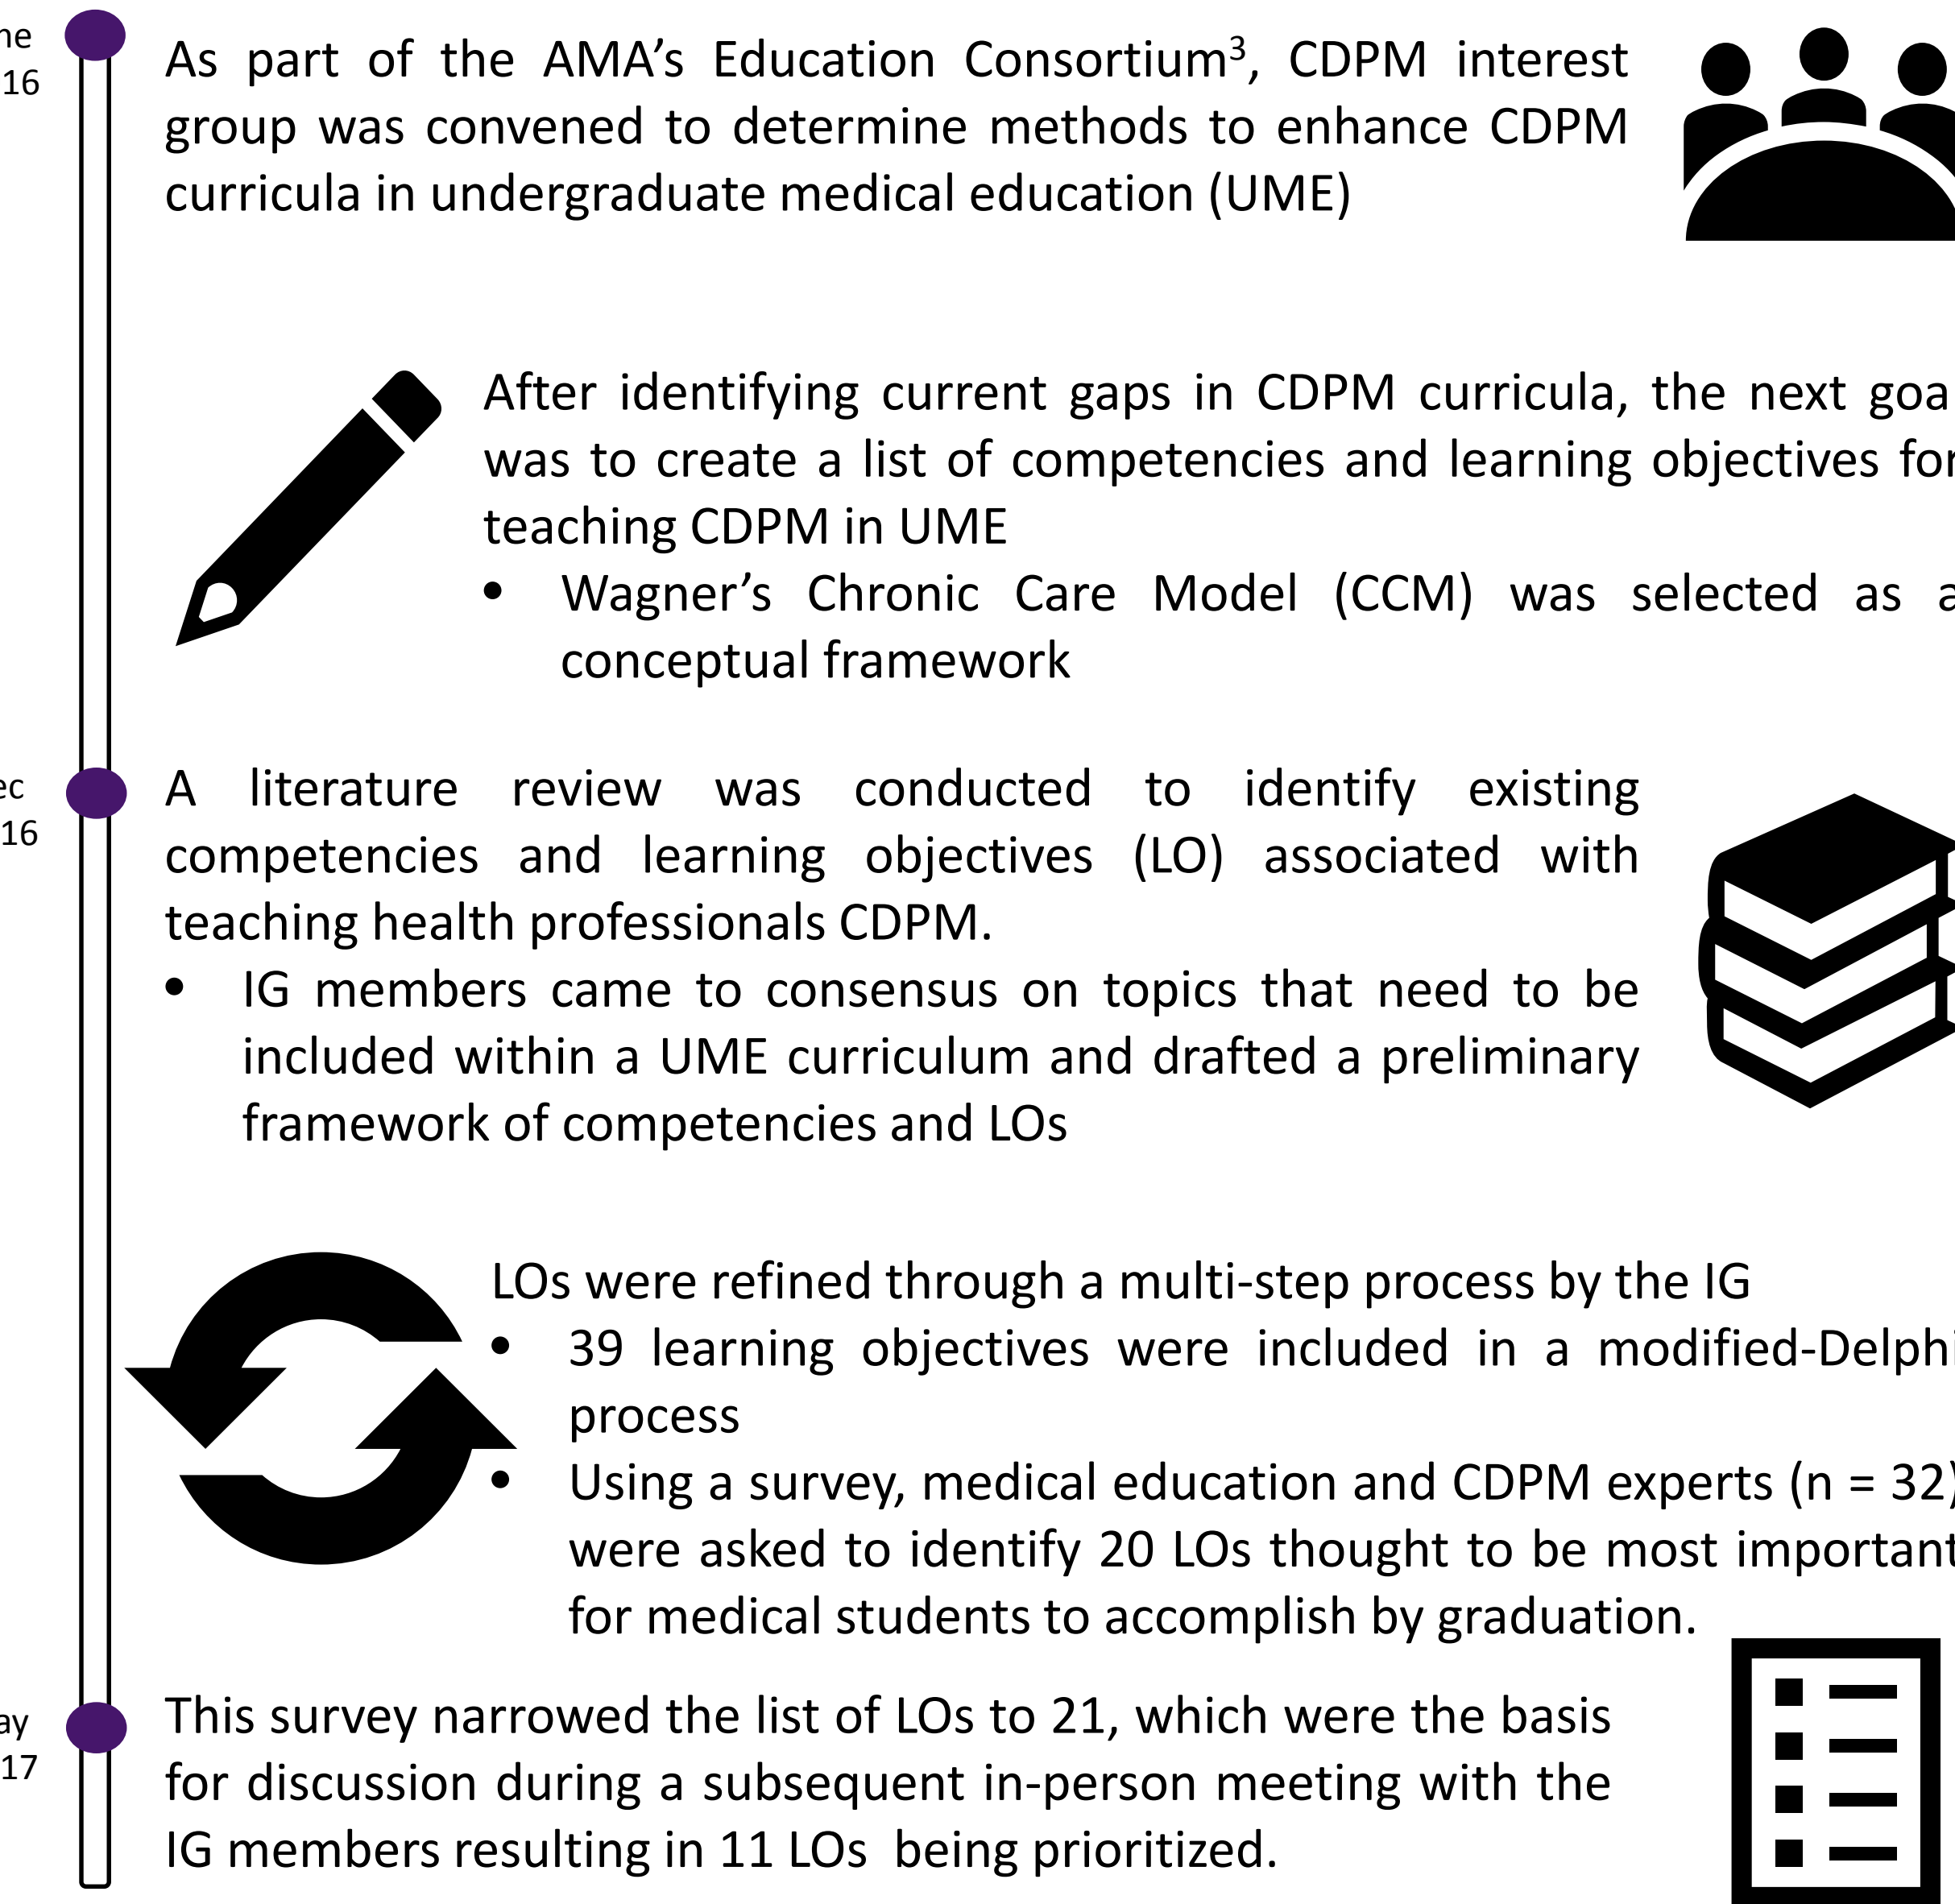 16
As part of the AMA’s Education Consortium³, CDPM interest
group was convened to determine methods to enhance CDPM
curricula in undergraduate medical education (UME)
After identifying current gaps in CDPM curricula, the next goa
was to create a list of competencies and learning objectives for
teaching CDPM in UME
• Wagner’s Chronic Care Model (CCM) was selected as a
conceptual framework
16
A literature review was conducted to identify existing
competencies and learning objectives (LO) associated with
teaching health professionals CDPM.
• IG members came to consensus on topics that need to be
included within a UME curriculum and drafted a preliminary
framework of competencies and LOs
LOs were refined through a multi-step process by the IG
• 39 learning objectives were included in a modified-Delphi
process
• Using a survey, medical education and CDPM experts (n = 32)
were asked to identify 20 LOs thought to be most important
for medical students to accomplish by graduation.
ay
17
This survey narrowed the list of LOs to 21, which were the basis
for discussion during a subsequent in-person meeting with the
IG members resulting in 11 LOs being prioritized.